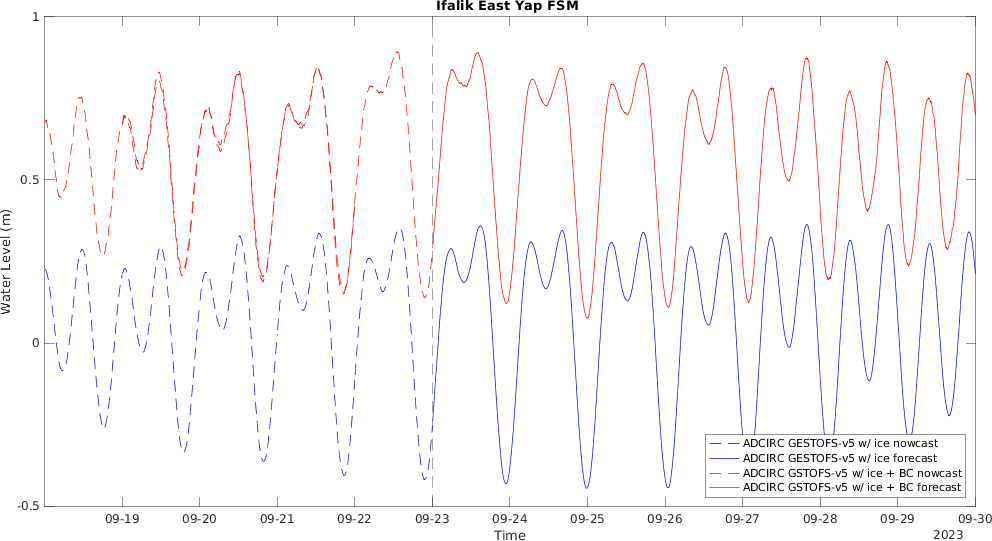 Ifalik East Yap FSM
1
0.5
0
-0.5
Water Level (m)
09-19
09-20
09-21
09-22
09-23
09-24
09-25
09-26
09-27
09-28
09-29
09-30
Time
2023
ADCIRC GESTOFS-v5 w/ ice nowcast
ADCIRC GESTOFS-v5 w/ ice forecast
ADCIRC GSTOFS-v5 w/ ice + BC nowcast
ADCIRC GSTOFS-v5 w/ ice + BC forecast